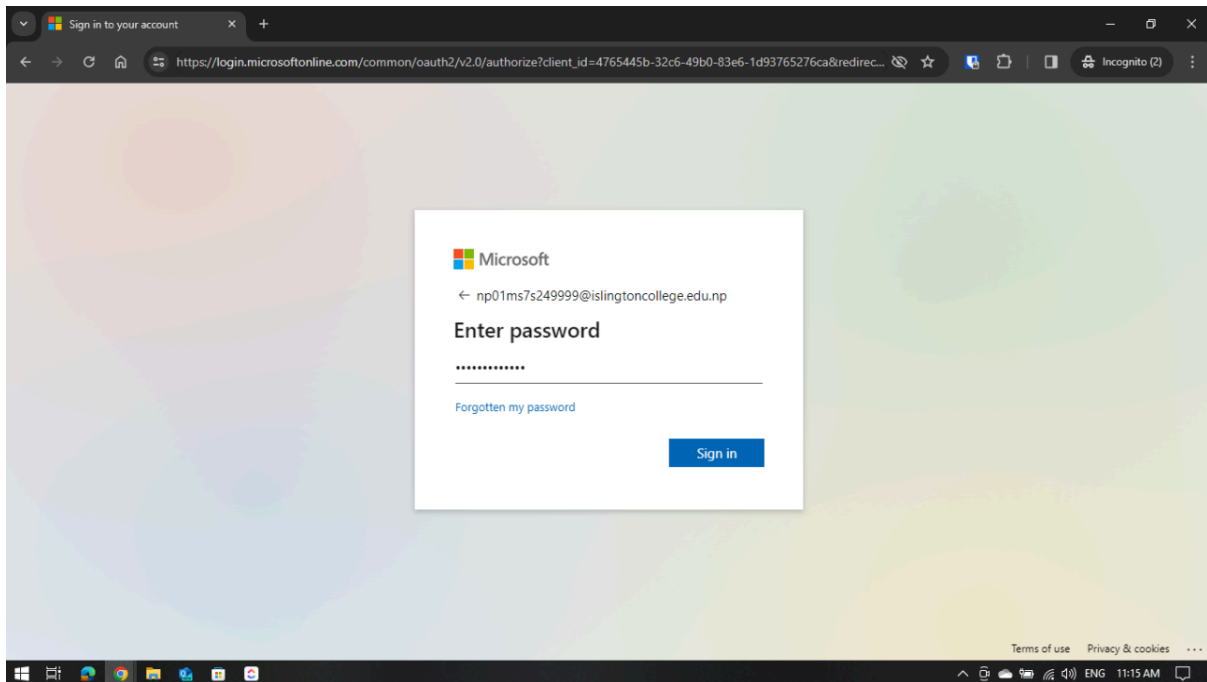 Sign in to your account
https://login.microsoftonline.com/common/oauth2/v2.0/authorize?client_id=4765445b-32c6-49b0-83e6-1d93765276ca&redirec...
Incognito (2)
Microsoft
np01ms7s249999@islingtoncollege.edu.np
Enter password
•••••••••••••
Forgotten my password
Sign in
Terms of use Privacy & cookies ...
ENG 11:15 AM